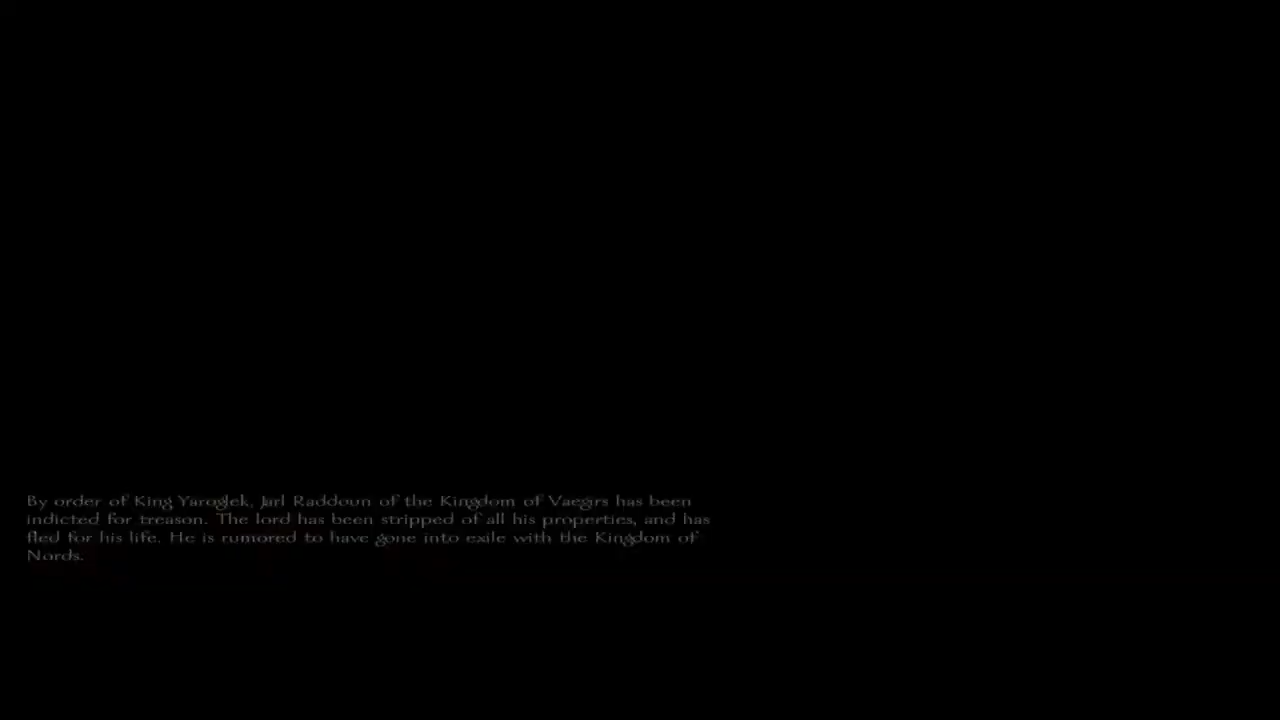 By order of King Yaroglek, Jarl Raddoun of the Kingdom of Vaegirs has been
indicted for treason. The lord has been stripped of all his properties, and has
fled for his life. He is rumored to have gone into exile with the Kingdom of
Nords.